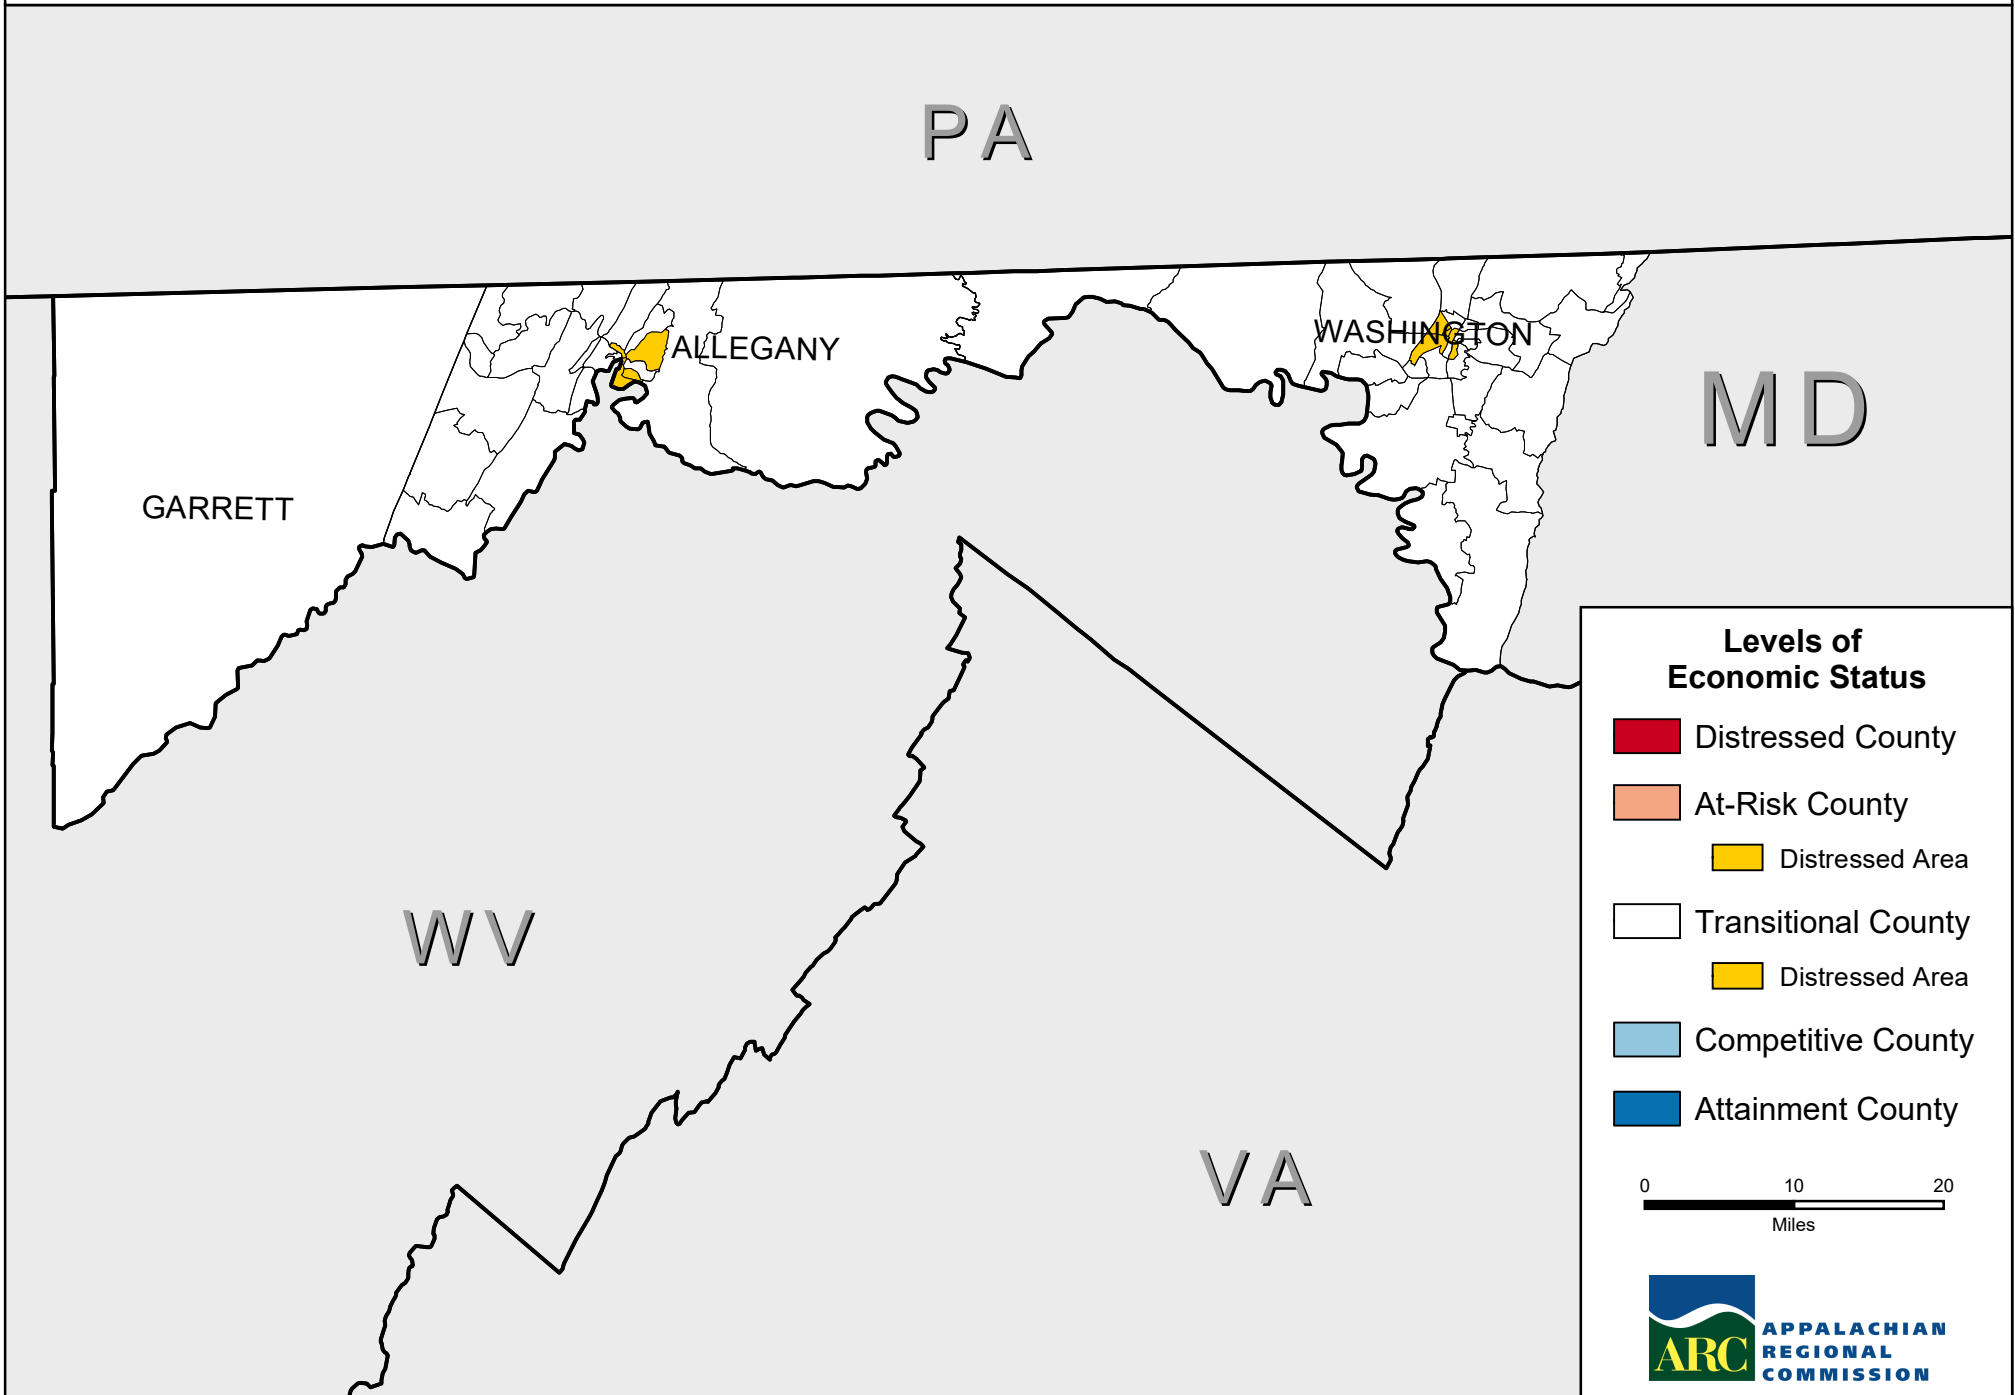 PA
WASHINGTON
ALLEGANY
MD
GARRETT
WV
VA
Levels of
Economic Status
Distressed County
At-Risk County
Distressed Area
Transitional County
Distressed Area
Competitive County
Attainment County
0 10 20
Miles
ARC
APPALACHIAN
REGIONAL
COMMISSION